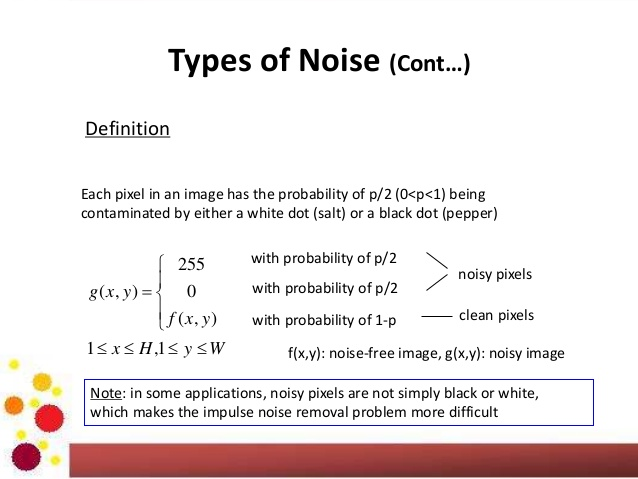 Types of Noise (Cont…)
Definition
Each pixel in an image has the probability of p/2 (0<p<1) being
contaminated by either a white dot (salt) or a black dot (pepper)
255 with probability of p/2
g(x, y) = { 0 with probability of p/2 noisy pixels
f(x, y) with probability of 1-p clean pixels
1 ≤ x ≤ H,1 ≤ y ≤ W
f(x,y): noise-free image, g(x,y): noisy image
Note: in some applications, noisy pixels are not simply black or white,
which makes the impulse noise removal problem more difficult